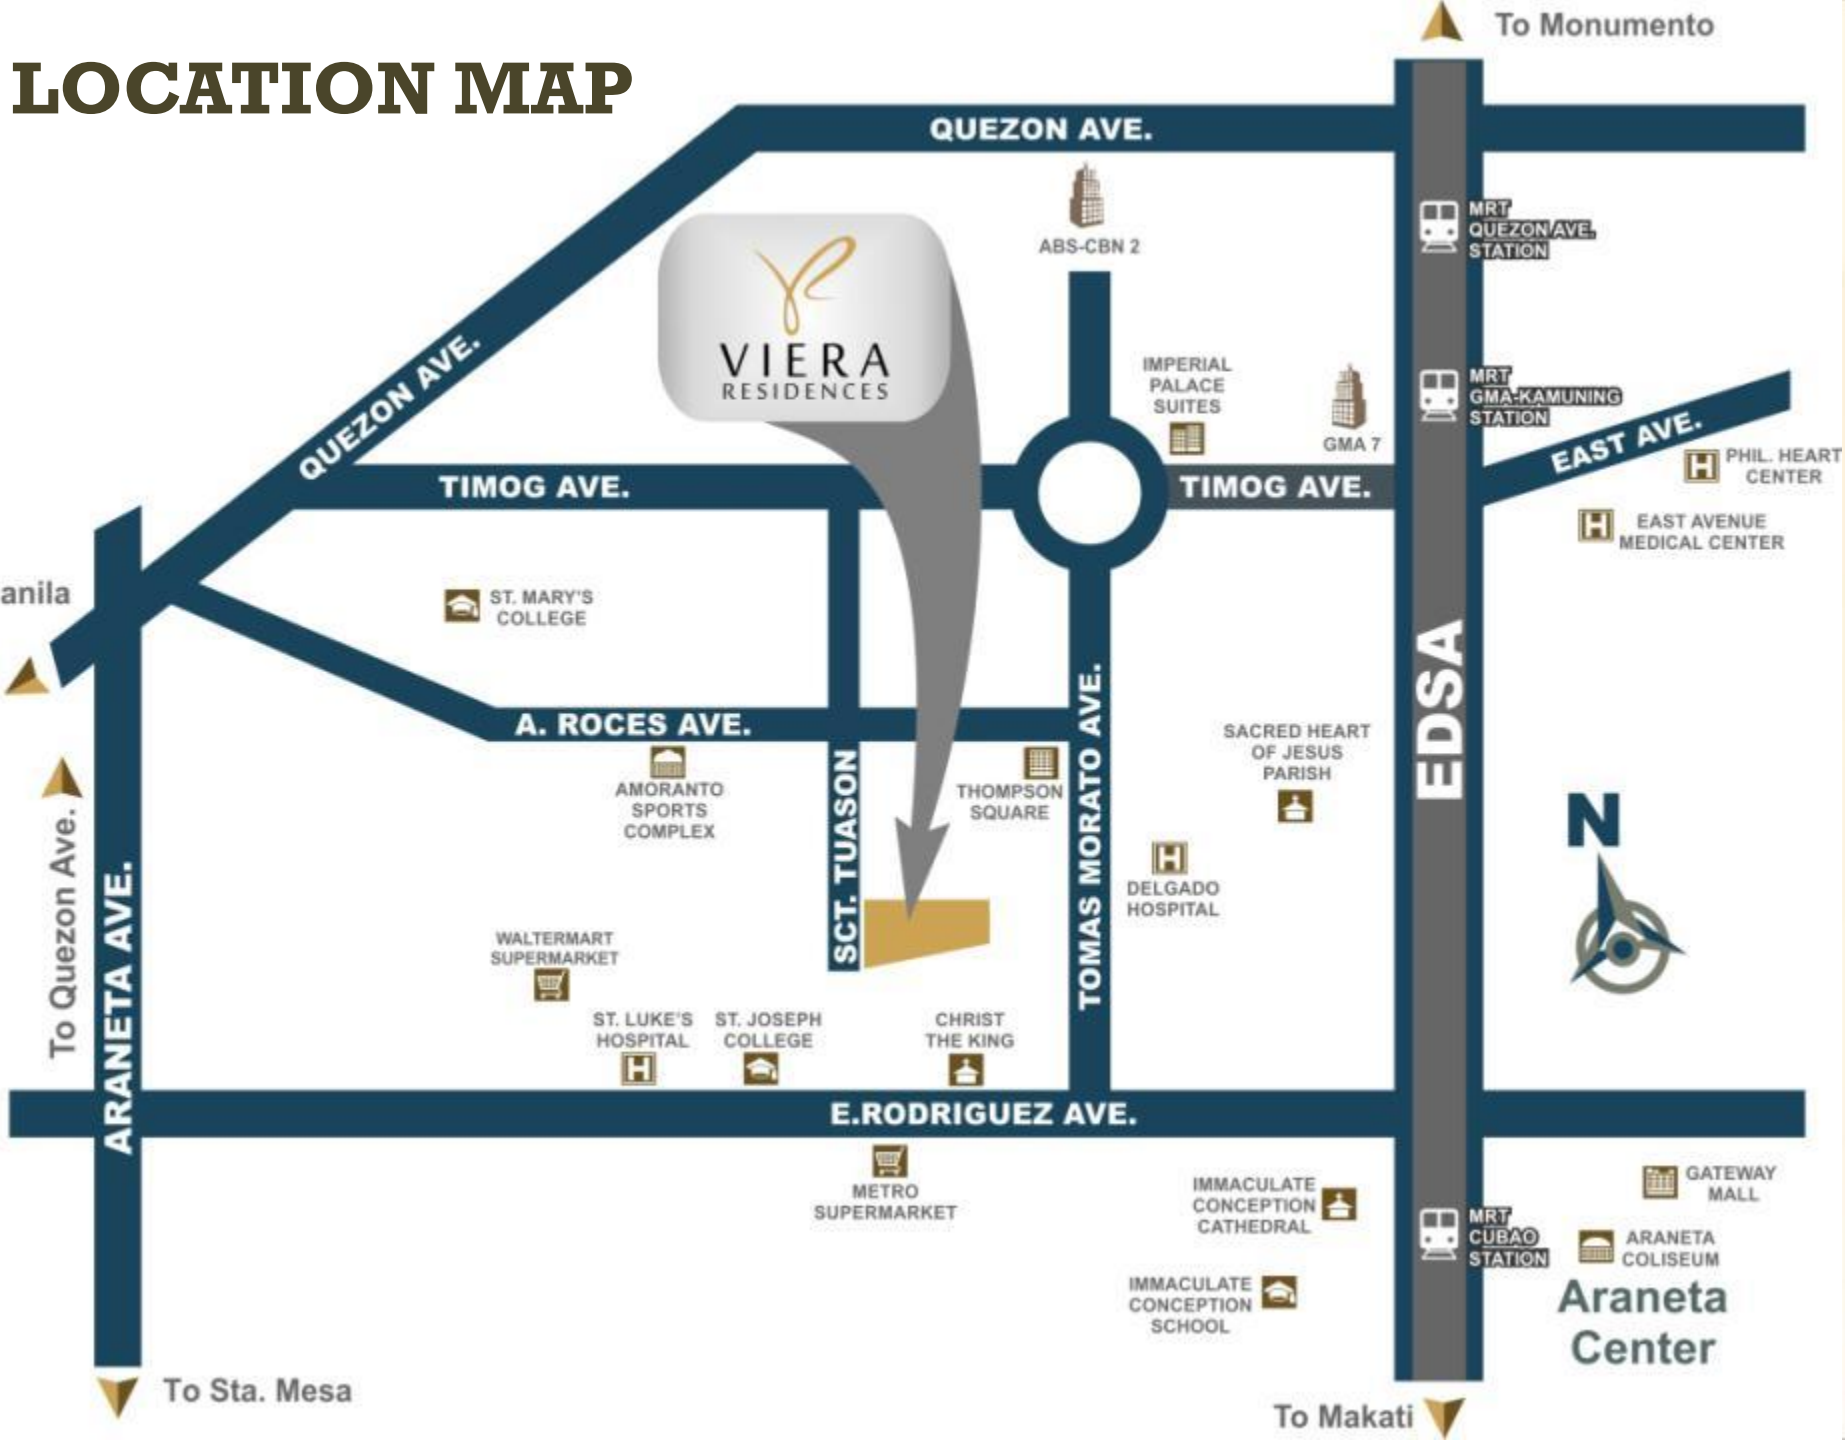 To Monumento
LOCATION MAP
QUEZON AVE.
MRT
QUEZON AVE.
STATION
ABS-CBN 2
VIERA
RESIDENCES
QUEZON AVE.
IMPERIAL
PALACE
SUITES
GMA 7
MRT
GMA-KAMUNING
STATION
EAST AVE.
PHIL. HEART
CENTER
TIMOG AVE.
TIMOG AVE.
EAST AVENUE
MEDICAL CENTER
anila
ST. MARY'S
COLLEGE
EDSA
A. ROCES AVE.
SACRED HEART
OF JESUS
PARISH
AMORANTO
SPORTS
COMPLEX
SCT. TUASON
THOMPSON
SQUARE
TOMAS MORATO AVE.
N
DELGADO
HOSPITAL
To Quezon Ave.
ARANETA AVE.
WALTERMART
SUPERMARKET
ST. LUKE'S
HOSPITAL
H
ST. JOSEPH
COLLEGE
CHRIST
THE KING
E.RODRIGUEZ AVE.
METRO
SUPERMARKET
IMMACULATE
CONCEPTION
CATHEDRAL
MRT
CUBAO
STATION
GATEWAY
MALL
ARANETA
COLISEUM
IMMACULATE
CONCEPTION
SCHOOL
Araneta
Center
To Sta. Mesa
To Makati